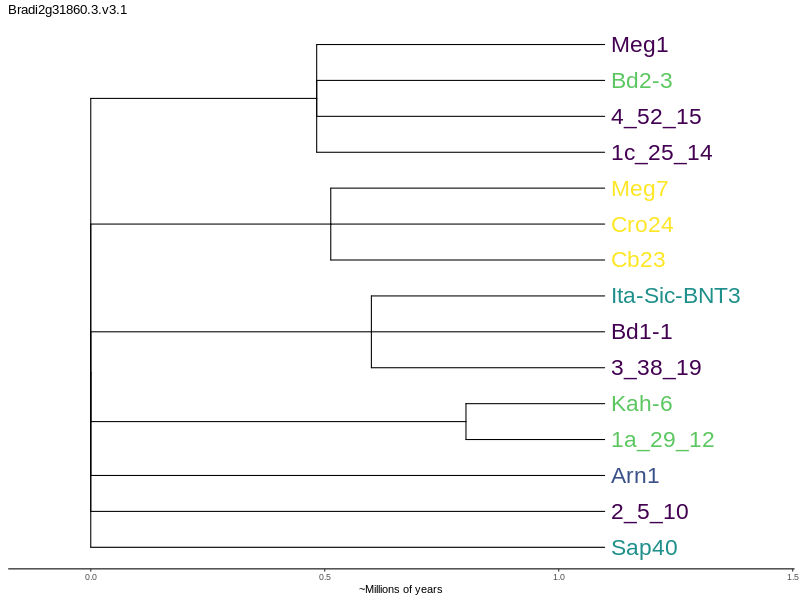 Bradi2g31860.3.v3.1
Meg1
Bd2-3
4_52_15
1c_25_14
Meg7
Cro24
Cb23
Ita-Sic-BNT3
Bd1-1
3_38_19
Kah-6
1a_29_12
Arn1
2_5_10
Sap40
0.0 0.5 1.0 1.5
~Millions of years